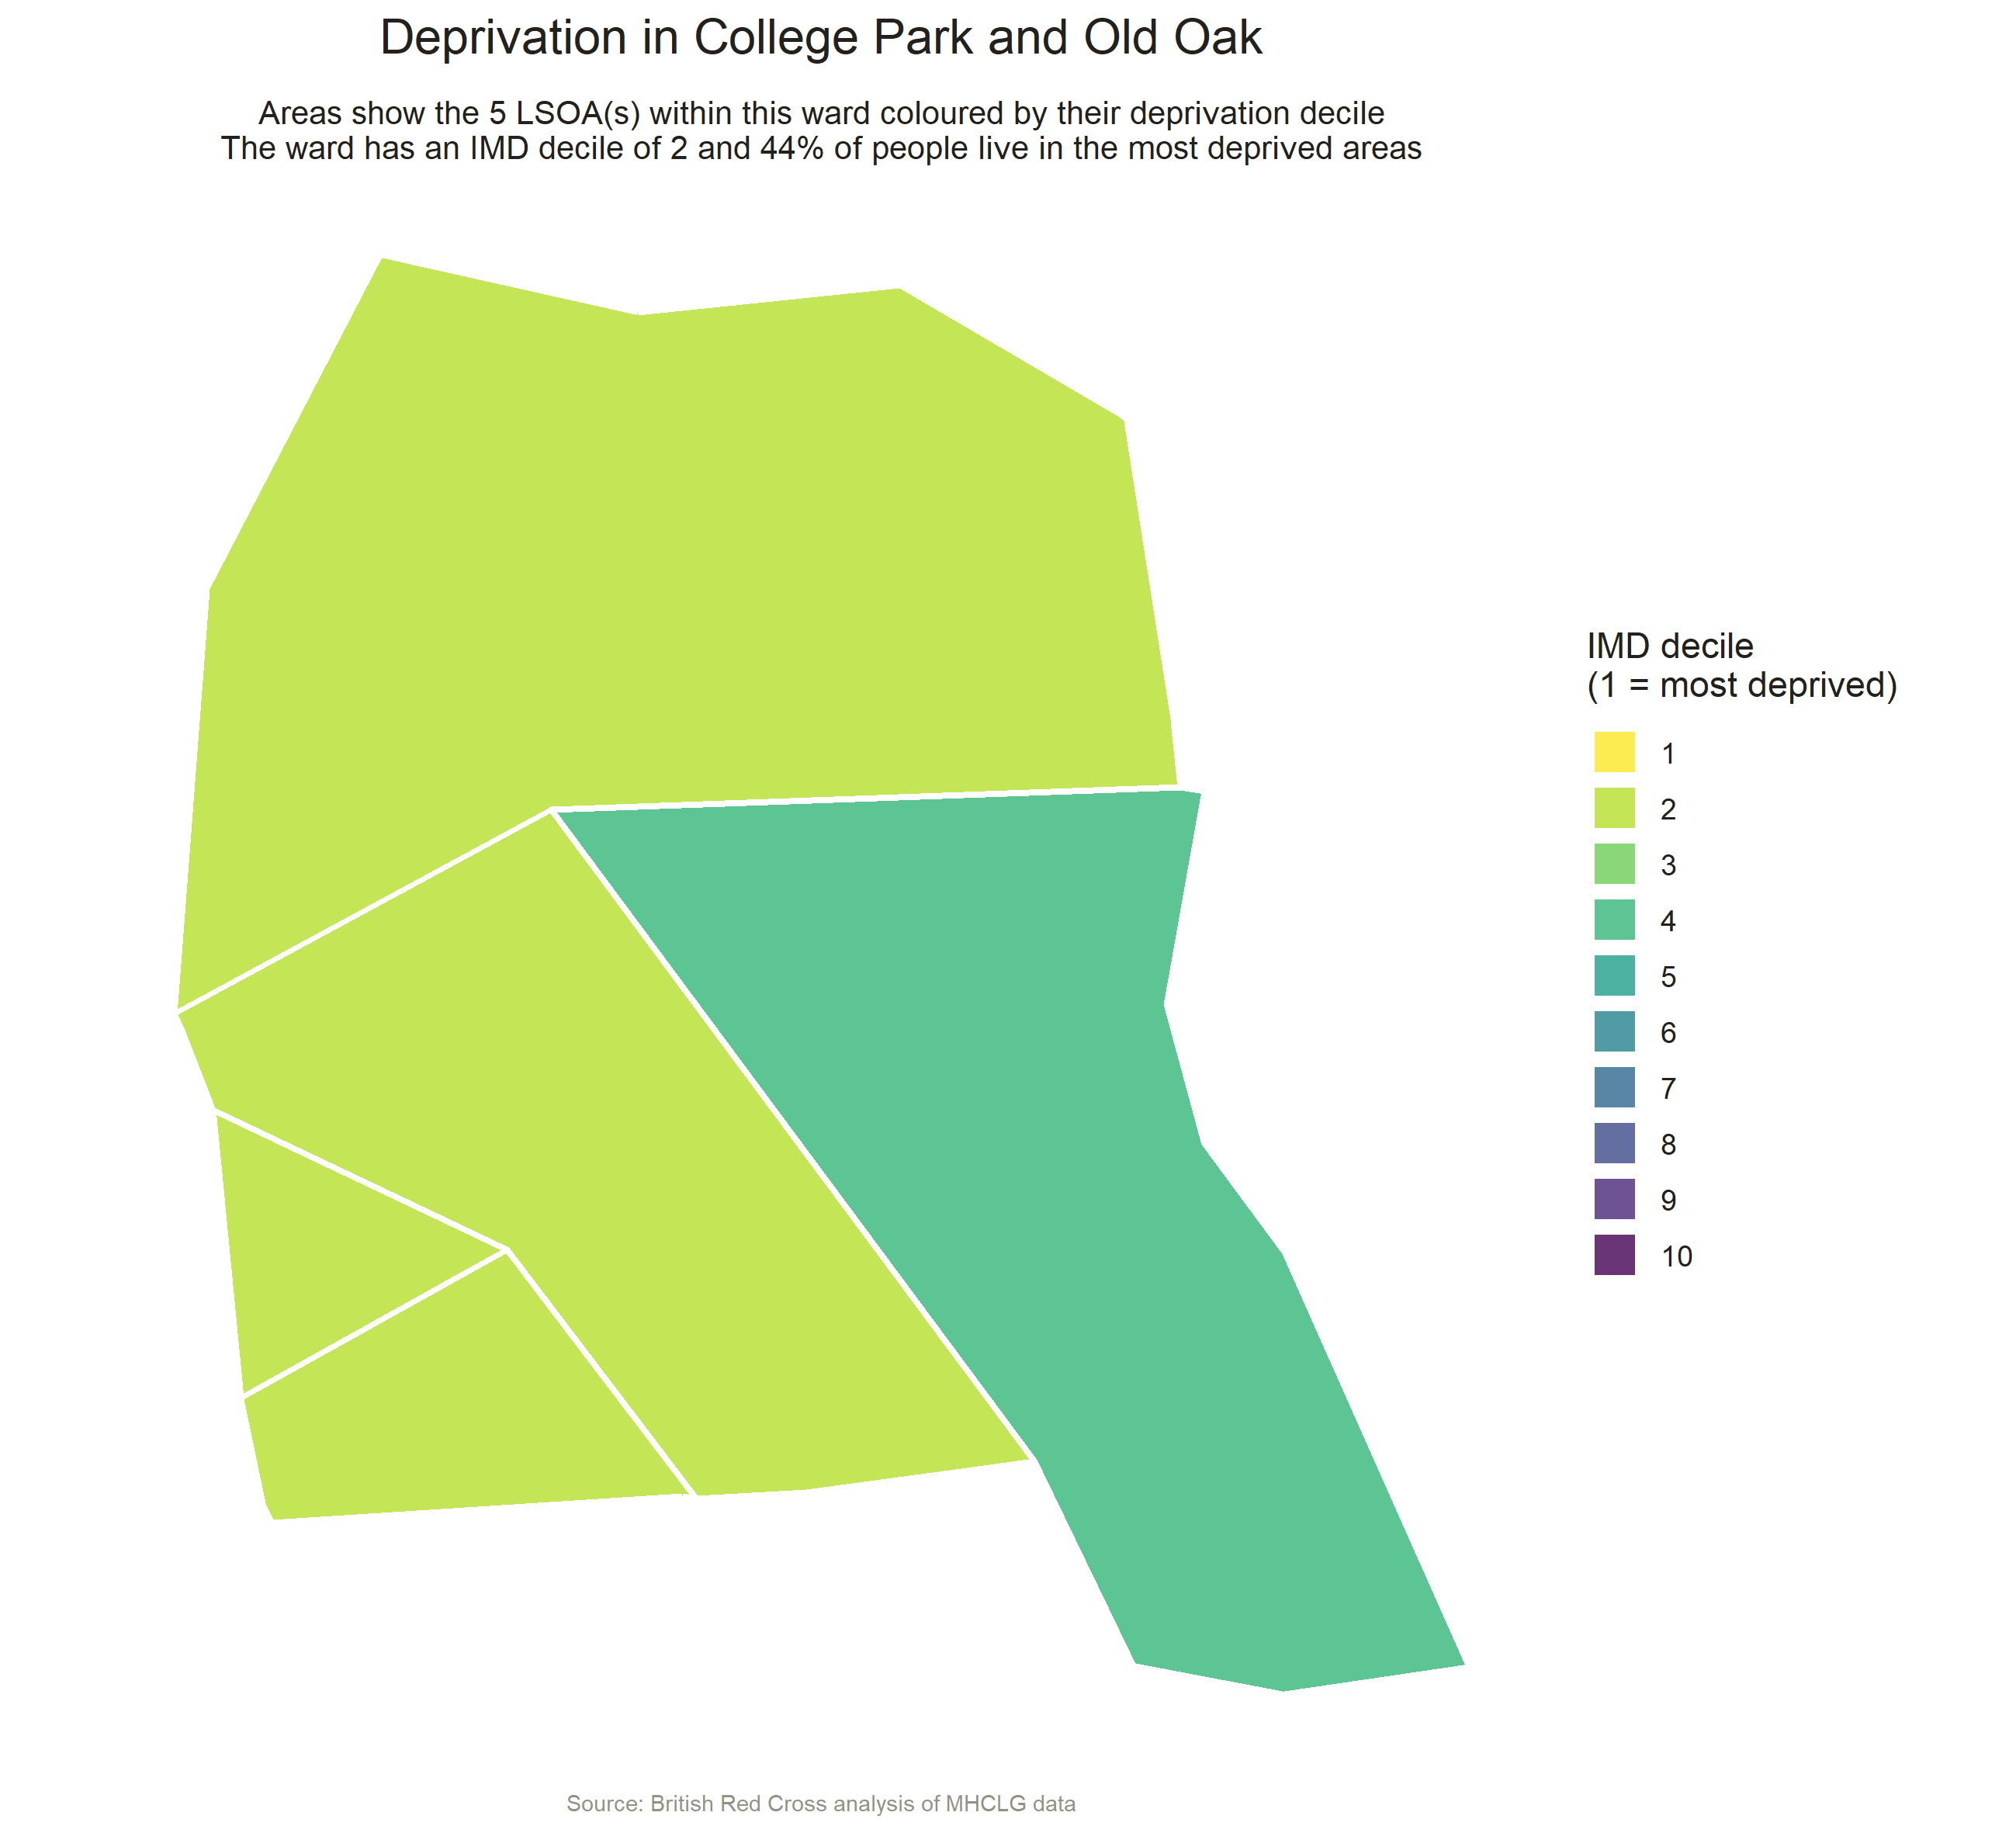 Deprivation in College Park and Old Oak
Areas show the 5 LSOA(s) within this ward coloured by their deprivation decile
The ward has an IMD decile of 2 and 44% of people live in the most deprived areas
IMD decile
(1 = most deprived)
1
2
3
4
5
6
7
8
9
10
Source: British Red Cross analysis of MHCLG data